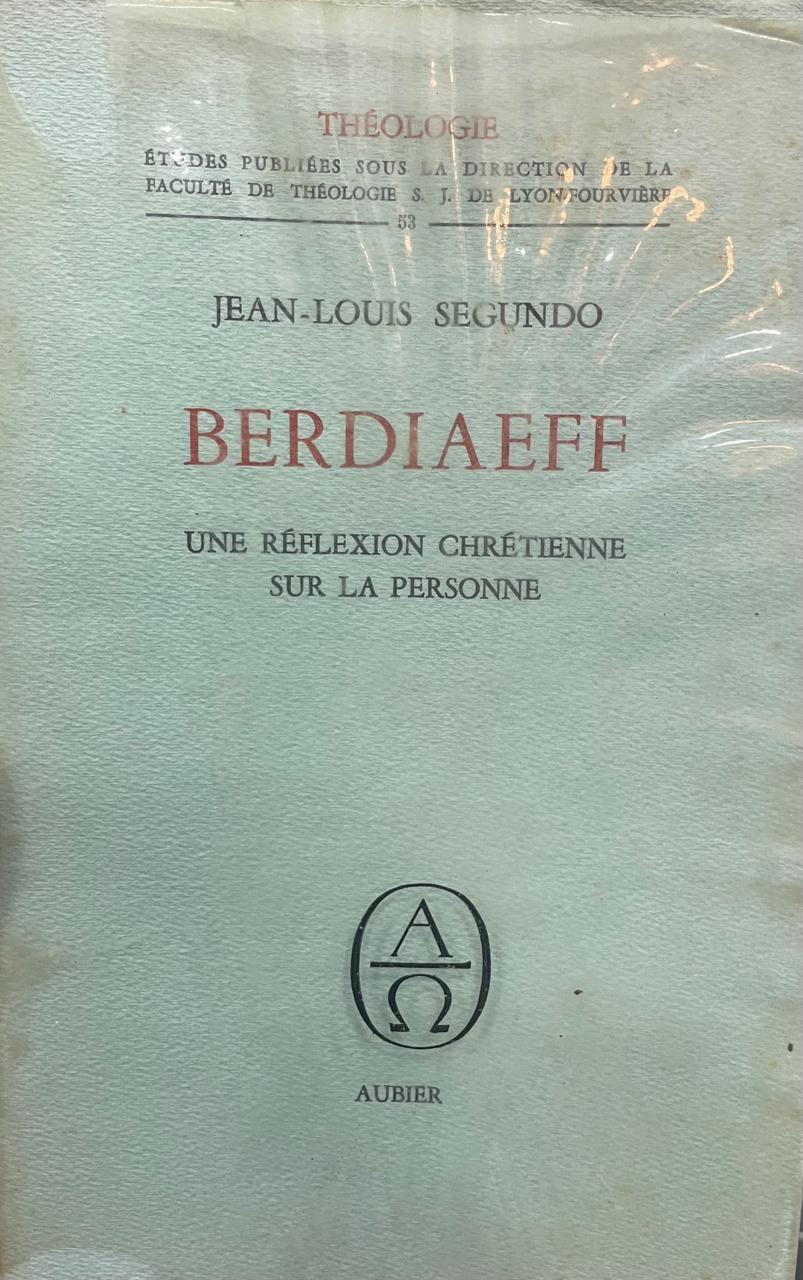 THÉOLOGIE
ÉTUDES PUBLIÉES SOUS LA DIRECTION DE LA
FACULTÉ DE THÉOLOGIE S. J. DE LYON-FOURVIÈRE
53
JEAN-LOUIS SEGUNDO
BERDIAEFF
UNE RÉFLEXION CHRÉTIENNE
SUR LA PERSONNE
Α
Ω
AUBIER